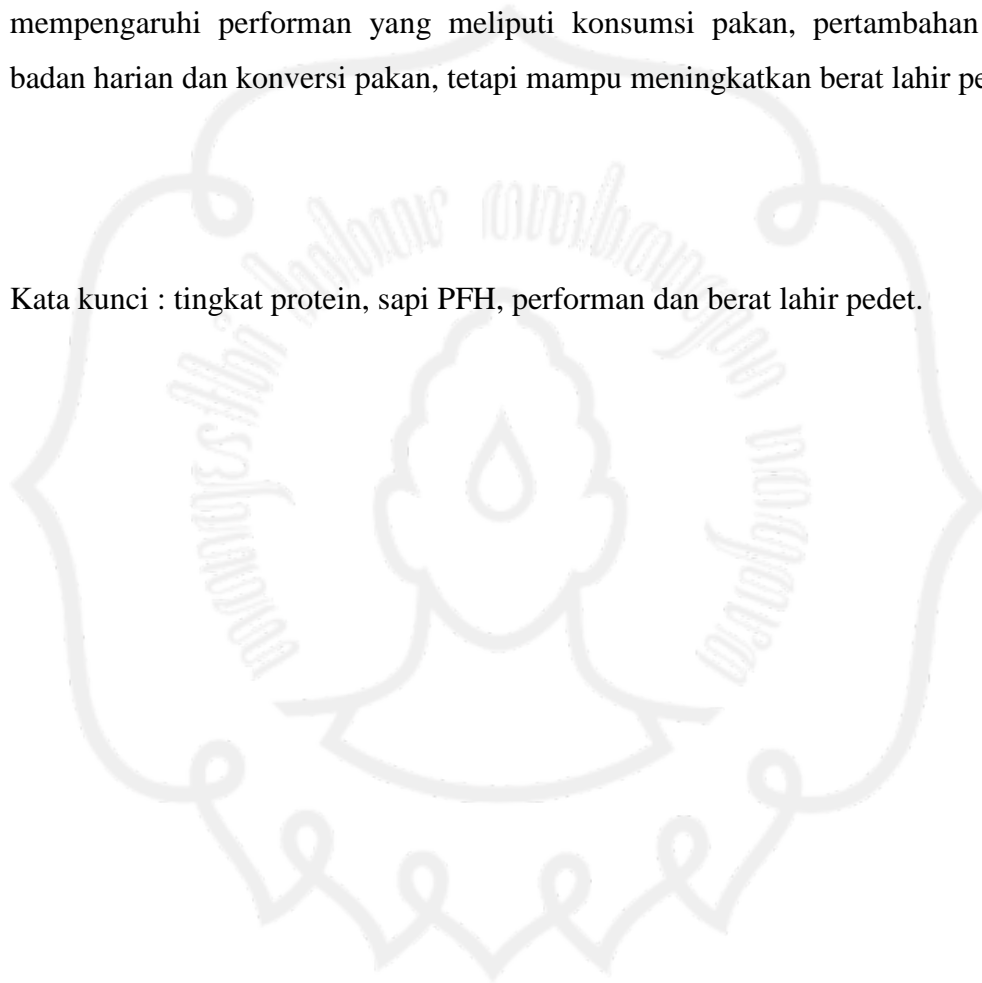 mempengaruhi performan yang meliputi konsumsi pakan, pertambahan
badan harian dan konversi pakan, tetapi mampu meningkatkan berat lahir pe
Kata kunci : tingkat protein, sapi PFH, performan dan berat lahir pedet.